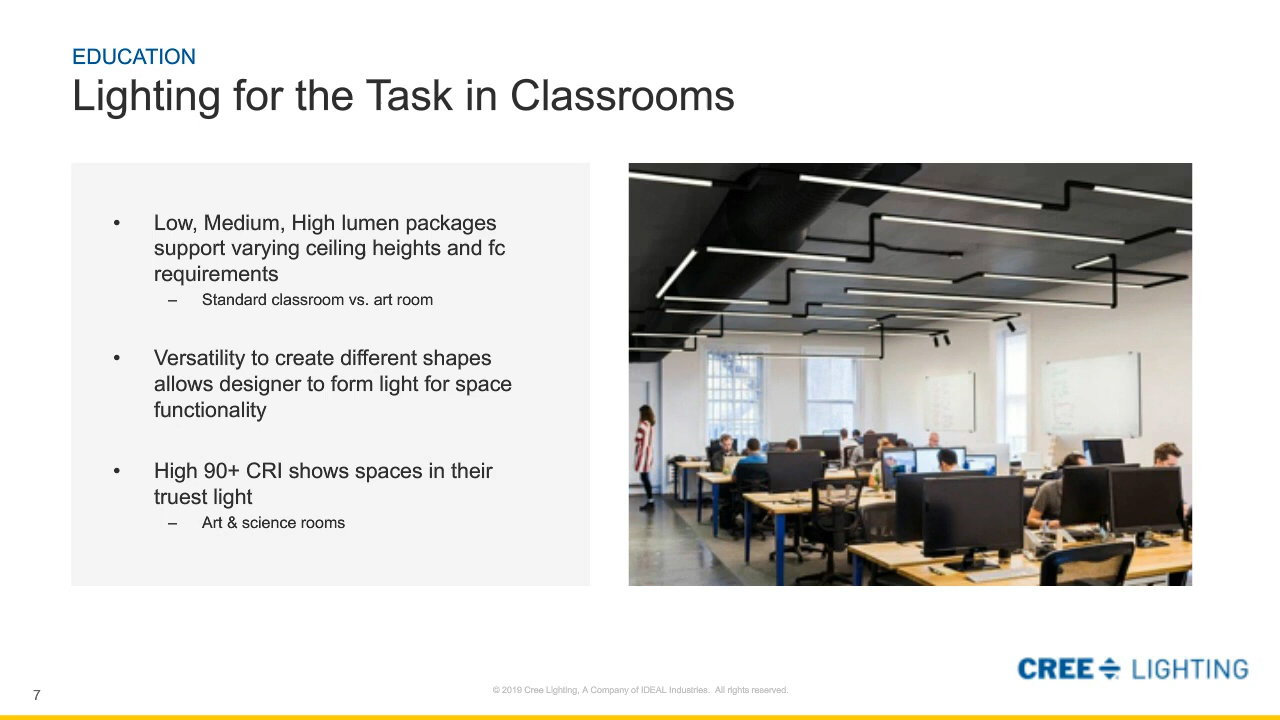 EDUCATION
Lighting for the Task in Classrooms
• Low, Medium, High lumen packages
support varying ceiling heights and fc
requirements
– Standard classroom vs. art room
• Versatility to create different shapes
allows designer to form light for space
functionality
• High 90+ CRI shows spaces in their
truest light
– Art & science rooms
CREE LIGHTING
7
© 2019 Cree Lighting, A Company of IDEAL Industries. All rights reserved.